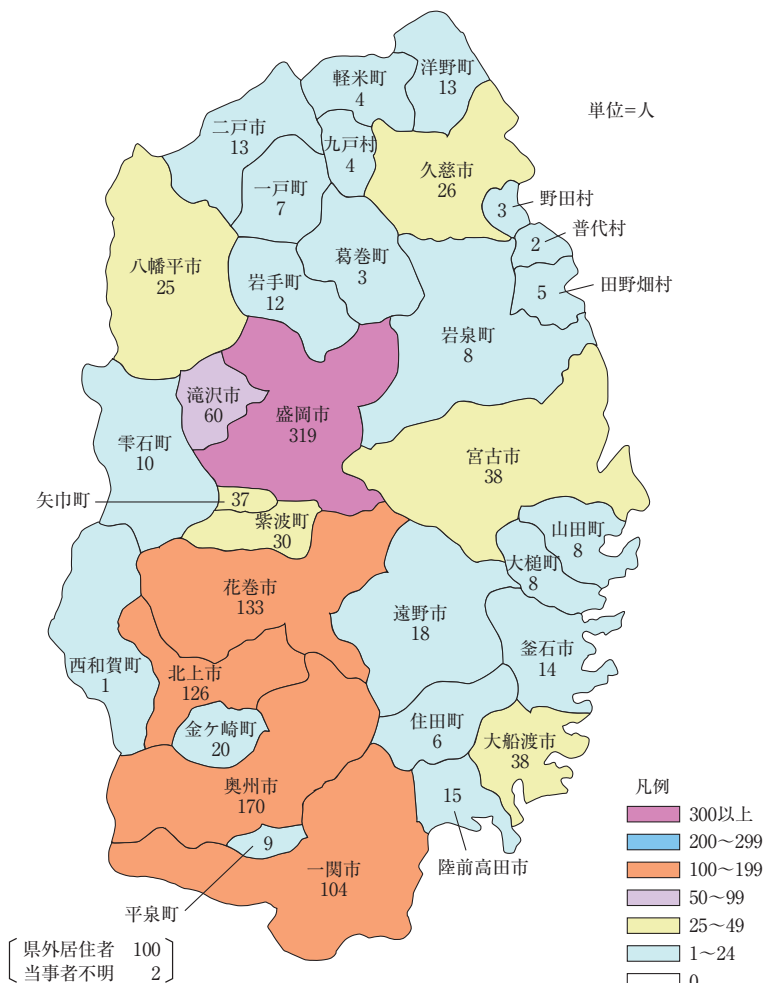 洋野町
13
軽米町
4
単位=人
二戸市
13
九戸村
4
久慈市
26
一戸町
7
野田村
3
普代村
2
葛巻町
3
八幡平市
25
岩手町
12
田野畑村
5
岩泉町
8
滝沢市
60
盛岡市
319
雫石町
10
宮古市
38
矢巾町
37
紫波町
30
山田町
8
大槌町
8
花巻市
133
遠野市
18
釜石市
14
西和賀町
1
北上市
126
金ケ崎町
20
住田町
6
大船渡市
38
奥州市
170
15
陸前高田市
9
平泉町
一関市
104
凡例
300以上
200〜299
100〜199
50〜99
25〜49
1〜24
0
県外居住者 100
当事者不明 2